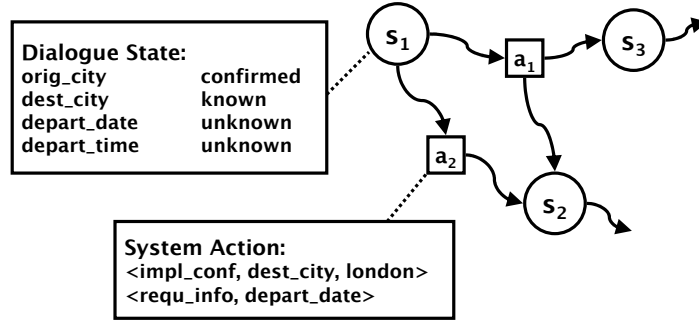 Dialogue State:
orig_city confirmed
dest_city known
depart_date unknown
depart_time unknown
s1
a1
s3
a2
s2
System Action:
<impl_conf, dest_city, london>
<requ_info, depart_date>